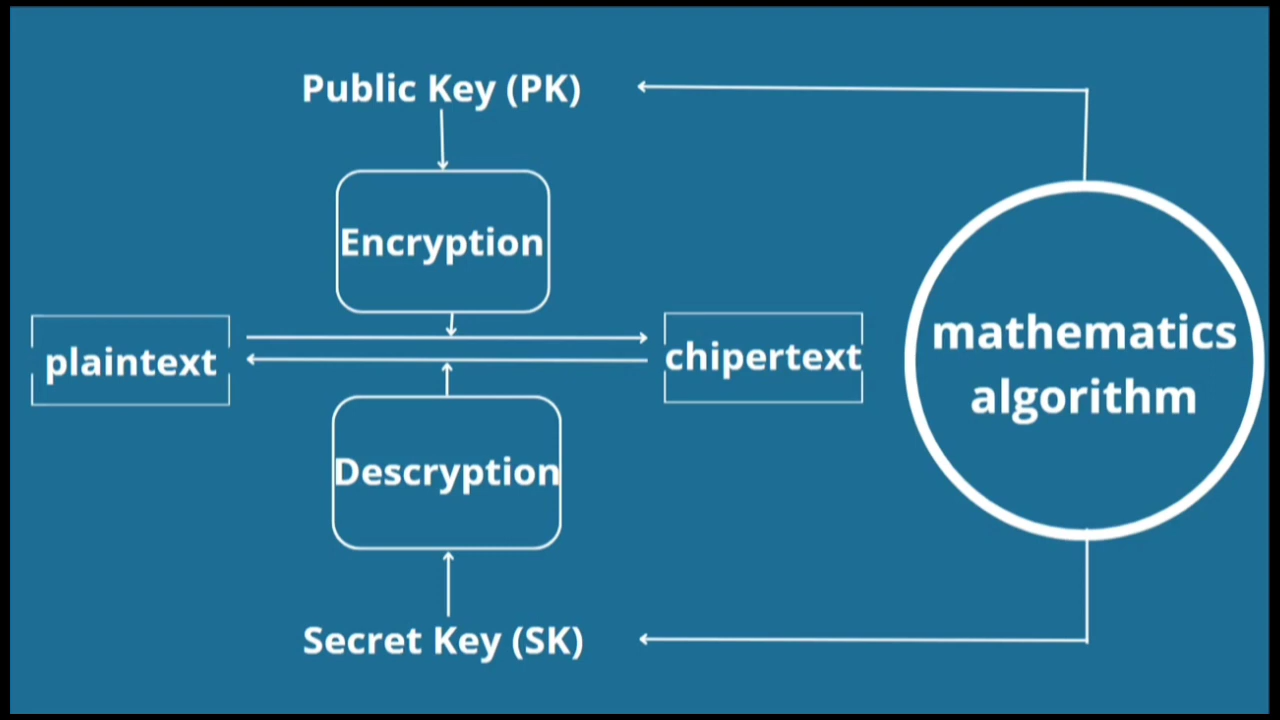 Public Key (PK)
Encryption
plaintext
chipertext
mathematics
algorithm
Descryption
Secret Key (SK)